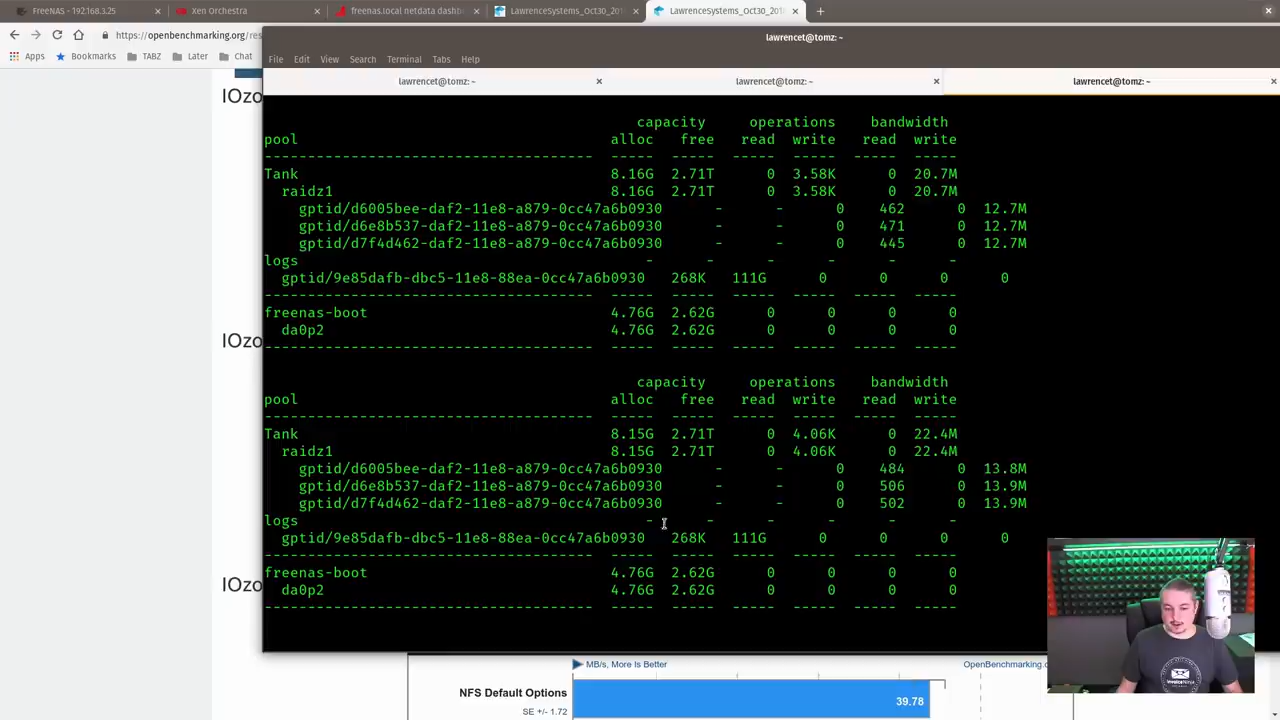 FreeNAS - 192.168.3.25
Xen Orchestra
freenas.local netdata dashb
LawrenceSystems_Oct30_201
LawrenceSystems_Oct30_201
https://openbenchmarking.org/res
Apps Bookmarks TABZ Later Chat
lawrencet@tomz: ~
File Edit View Search Terminal Tabs Help
lawrencet@tomz: ~ × lawrencet@tomz: ~ × lawrencet@tomz: ~ ×
IOzo
capacity operations bandwidth
pool alloc free read write read write
---------------------------------------  -----  -----  -----  -----  -----  -----
Tank 8.16G 2.71T 0 3.58K 0 20.7M
raidz1 8.16G 2.71T 0 3.58K 0 20.7M
gptid/d6005bee-daf2-11e8-a879-0cc47a6b0930 - - 0 462 0 12.7M
gptid/d6e8b537-daf2-11e8-a879-0cc47a6b0930 - - 0 471 0 12.7M
gptid/d7f4d462-daf2-11e8-a879-0cc47a6b0930 - - 0 445 0 12.7M
logs - - - - - -
gptid/9e85dafb-dbc5-11e8-88ea-0cc47a6b0930 268K 111G 0 0 0 0
---------------------------------------  -----  -----  -----  -----  -----  -----
freenas-boot 4.76G 2.62G 0 0 0 0
da0p2 4.76G 2.62G 0 0 0 0
---------------------------------------  -----  -----  -----  -----  -----  -----
IOzo
capacity operations bandwidth
pool alloc free read write read write
---------------------------------------  -----  -----  -----  -----  -----  -----
Tank 8.15G 2.71T 0 4.06K 0 22.4M
raidz1 8.15G 2.71T 0 4.06K 0 22.4M
gptid/d6005bee-daf2-11e8-a879-0cc47a6b0930 - - 0 484 0 13.8M
gptid/d6e8b537-daf2-11e8-a879-0cc47a6b0930 - - 0 506 0 13.9M
gptid/d7f4d462-daf2-11e8-a879-0cc47a6b0930 - - 0 502 0 13.9M
logs - - - - - -
gptid/9e85dafb-dbc5-11e8-88ea-0cc47a6b0930 268K 111G 0 0 0 0
---------------------------------------  -----  -----  -----  -----  -----  -----
freenas-boot 4.76G 2.62G 0 0 0 0
IOzo
da0p2 4.76G 2.62G 0 0 0 0
---------------------------------------  -----  -----  -----  -----  -----  -----
MB/s, More Is Better OpenBenchmarking.c
NFS Default Options
39.78
SE +/- 1.72